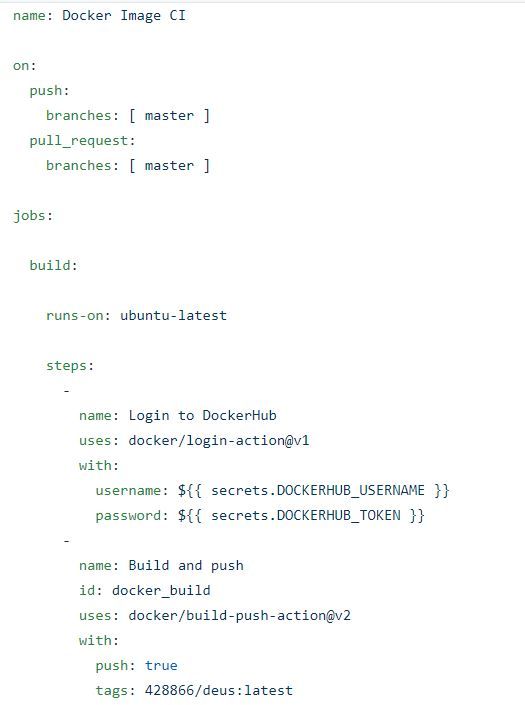 name: Docker Image CI
on:
push:
branches: [ master ]
pull_request:
branches: [ master ]
jobs:
build:
runs-on: ubuntu-latest
steps:
-
name: Login to DockerHub
uses: docker/login-action@v1
with:
username: ${{ secrets.DOCKERHUB_USERNAME }}
password: ${{ secrets.DOCKERHUB_TOKEN }}
-
name: Build and push
id: docker_build
uses: docker/build-push-action@v2
with:
push: true
tags: 428866/deus:latest